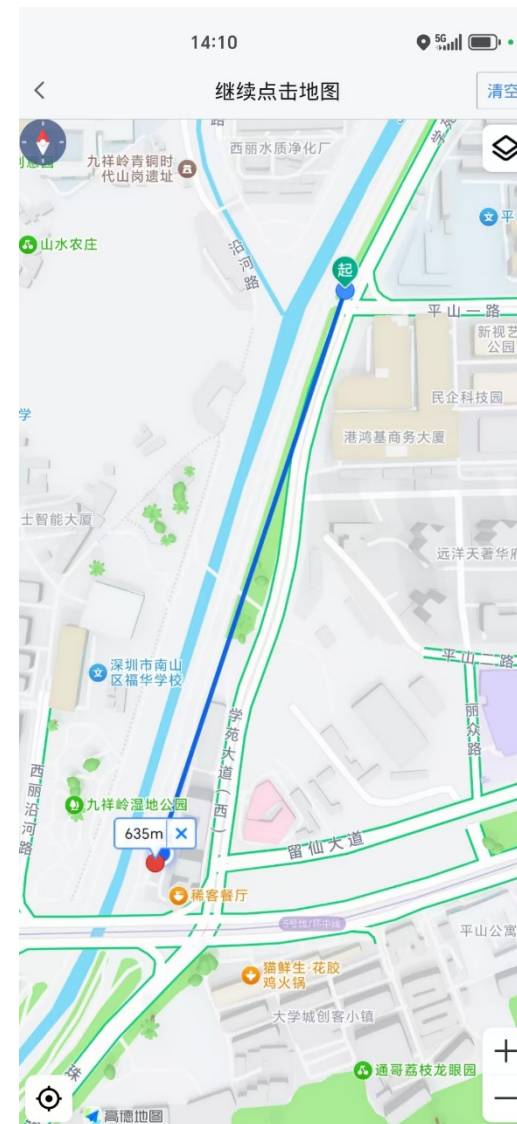 14:10
5G
继续点击地图
清空
西丽水质净化厂
九祥岭青铜时
代山岗遗址
山水农庄
沿河路
起
平山一路
新视艺
公园
民企科技园
港鸿基商务大厦
学
士智能大厦
远洋天著华府
深圳市南山
区福华学校
平山一路
丽众路
学苑大道(西)
西丽沿河路
九祥岭湿地公园
635m
留仙大道
稀客餐厅
5号线/环中线
平山公寓
猫鲜生·花胶
鸡火锅
大学城创客小镇
通哥荔枝龙眼园
珠
高德地图